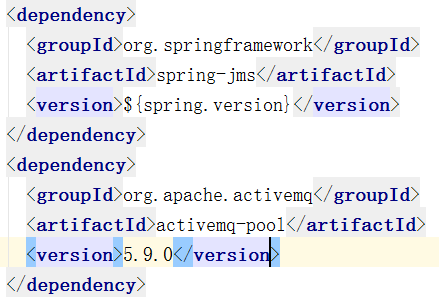 <dependency>
<groupId>org.springframework</groupId>
<artifactId>spring-jms</artifactId>
<version>${spring.version}</version>
</dependency>
<dependency>
<groupId>org.apache.activemq</groupId>
<artifactId>activemq-pool</artifactId>
<version>5.9.0</version>
</dependency>